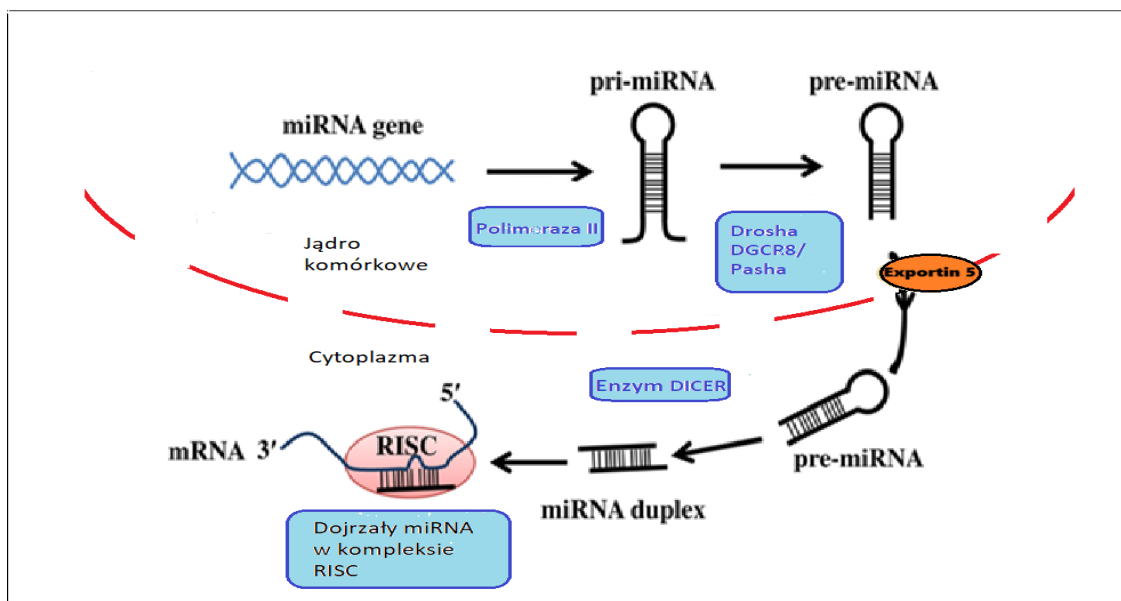 pri-miRNA
pre-miRNA
miRNA gene
Polimeraza II
Drosha
DGCR8/
Pasha
Jądro
komórkowe
Exportin 5
Cytoplazma
Enzym DICER
5′
mRNA 3′
RISC
pre-miRNA
miRNA duplex
Dojrzały miRNA
w kompleksie
RISC